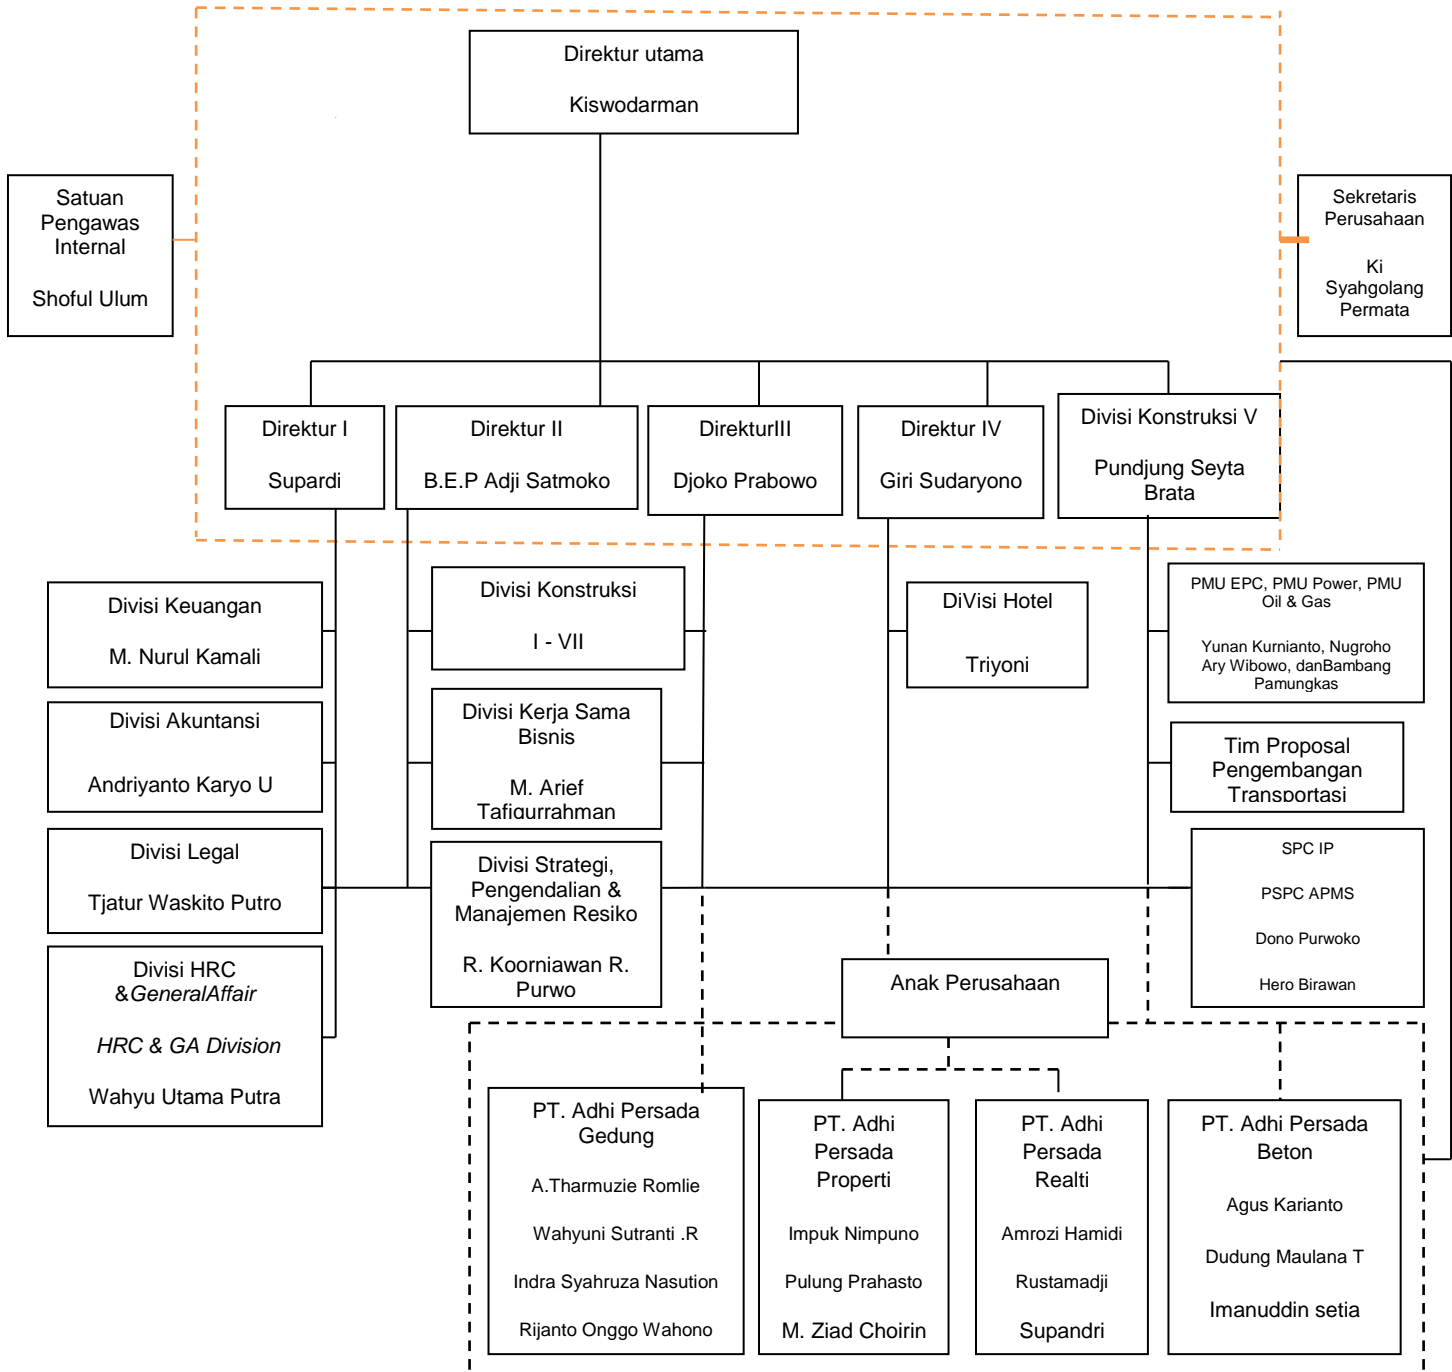 Direktur utama
Kiswodarman
Satuan
Pengawas
Internal
Shoful Ulum
Sekretaris
Perusahaan
Ki
Syahgolang
Permata
Direktur I
Supardi
Direktur II
B.E.P Adji Satmoko
DirekturIII
Djoko Prabowo
Direktur IV
Giri Sudaryono
Divisi Konstruksi V
Pundjung Seyta
Brata
Divisi Keuangan
M. Nurul Kamali
Divisi Konstruksi
I - VII
DiVisi Hotel
Triyoni
PMU EPC, PMU Power, PMU
Oil & Gas
Yunan Kurnianto, Nugroho
Ary Wibowo, danBambang
Pamungkas
Divisi Akuntansi
Andriyanto Karyo U
Divisi Kerja Sama
Bisnis
M. Arief
Tafiqurrahman
Tim Proposal
Pengembangan
Transportasi
Divisi Legal
Tjatur Waskito Putro
Divisi Strategi,
Pengendalian &
Manajemen Resiko
R. Koorniawan R.
Purwo
SPC IP
PSPC APMS
Dono Purwoko
Hero Birawan
Divisi HRC
&GeneralAffair
HRC & GA Division
Wahyu Utama Putra
Anak Perusahaan
PT. Adhi Persada
Gedung
A.Tharmuzie Romlie
Wahyuni Sutranti .R
Indra Syahruza Nasution
Rijanto Onggo Wahono
PT. Adhi
Persada
Properti
Impuk Nimpuno
Pulung Prahasto
M. Ziad Choirin
PT. Adhi
Persada
Realti
Amrozi Hamidi
Rustamadji
Supandri
PT. Adhi Persada
Beton
Agus Karianto
Dudung Maulana T
Imanuddin setia